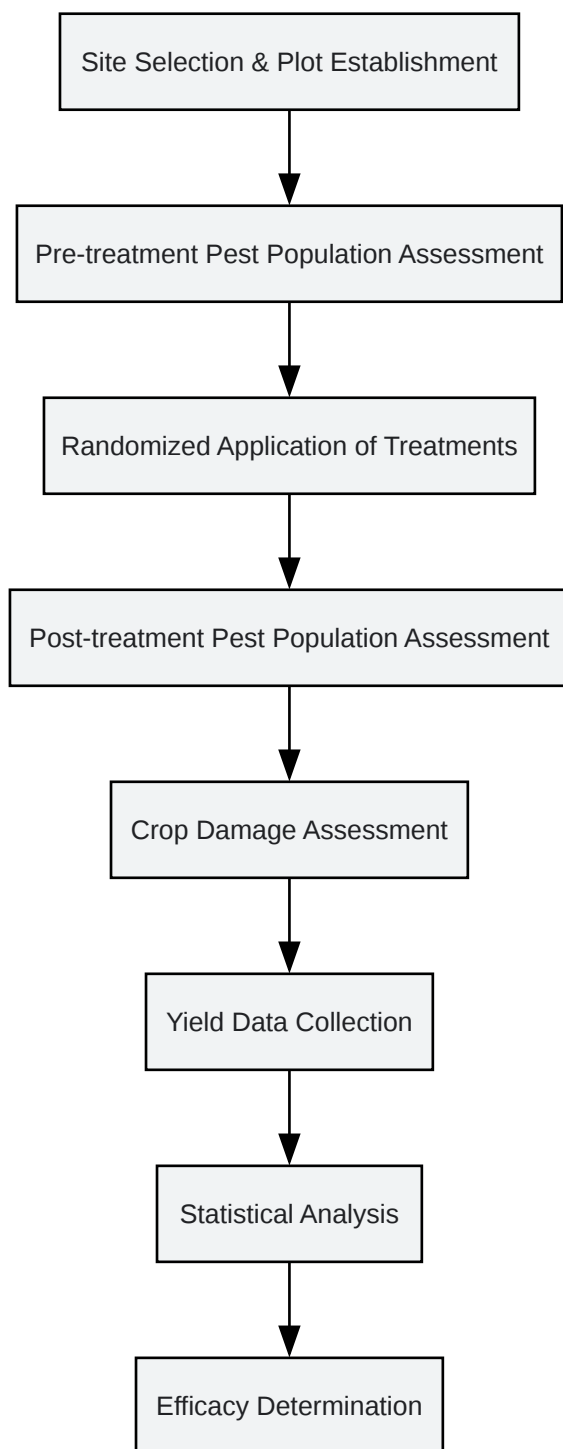 Site Selection & Plot Establishment
Pre-treatment Pest Population Assessment
Randomized Application of Treatments
Post-treatment Pest Population Assessment
Crop Damage Assessment
Yield Data Collection
Statistical Analysis
Efficacy Determination